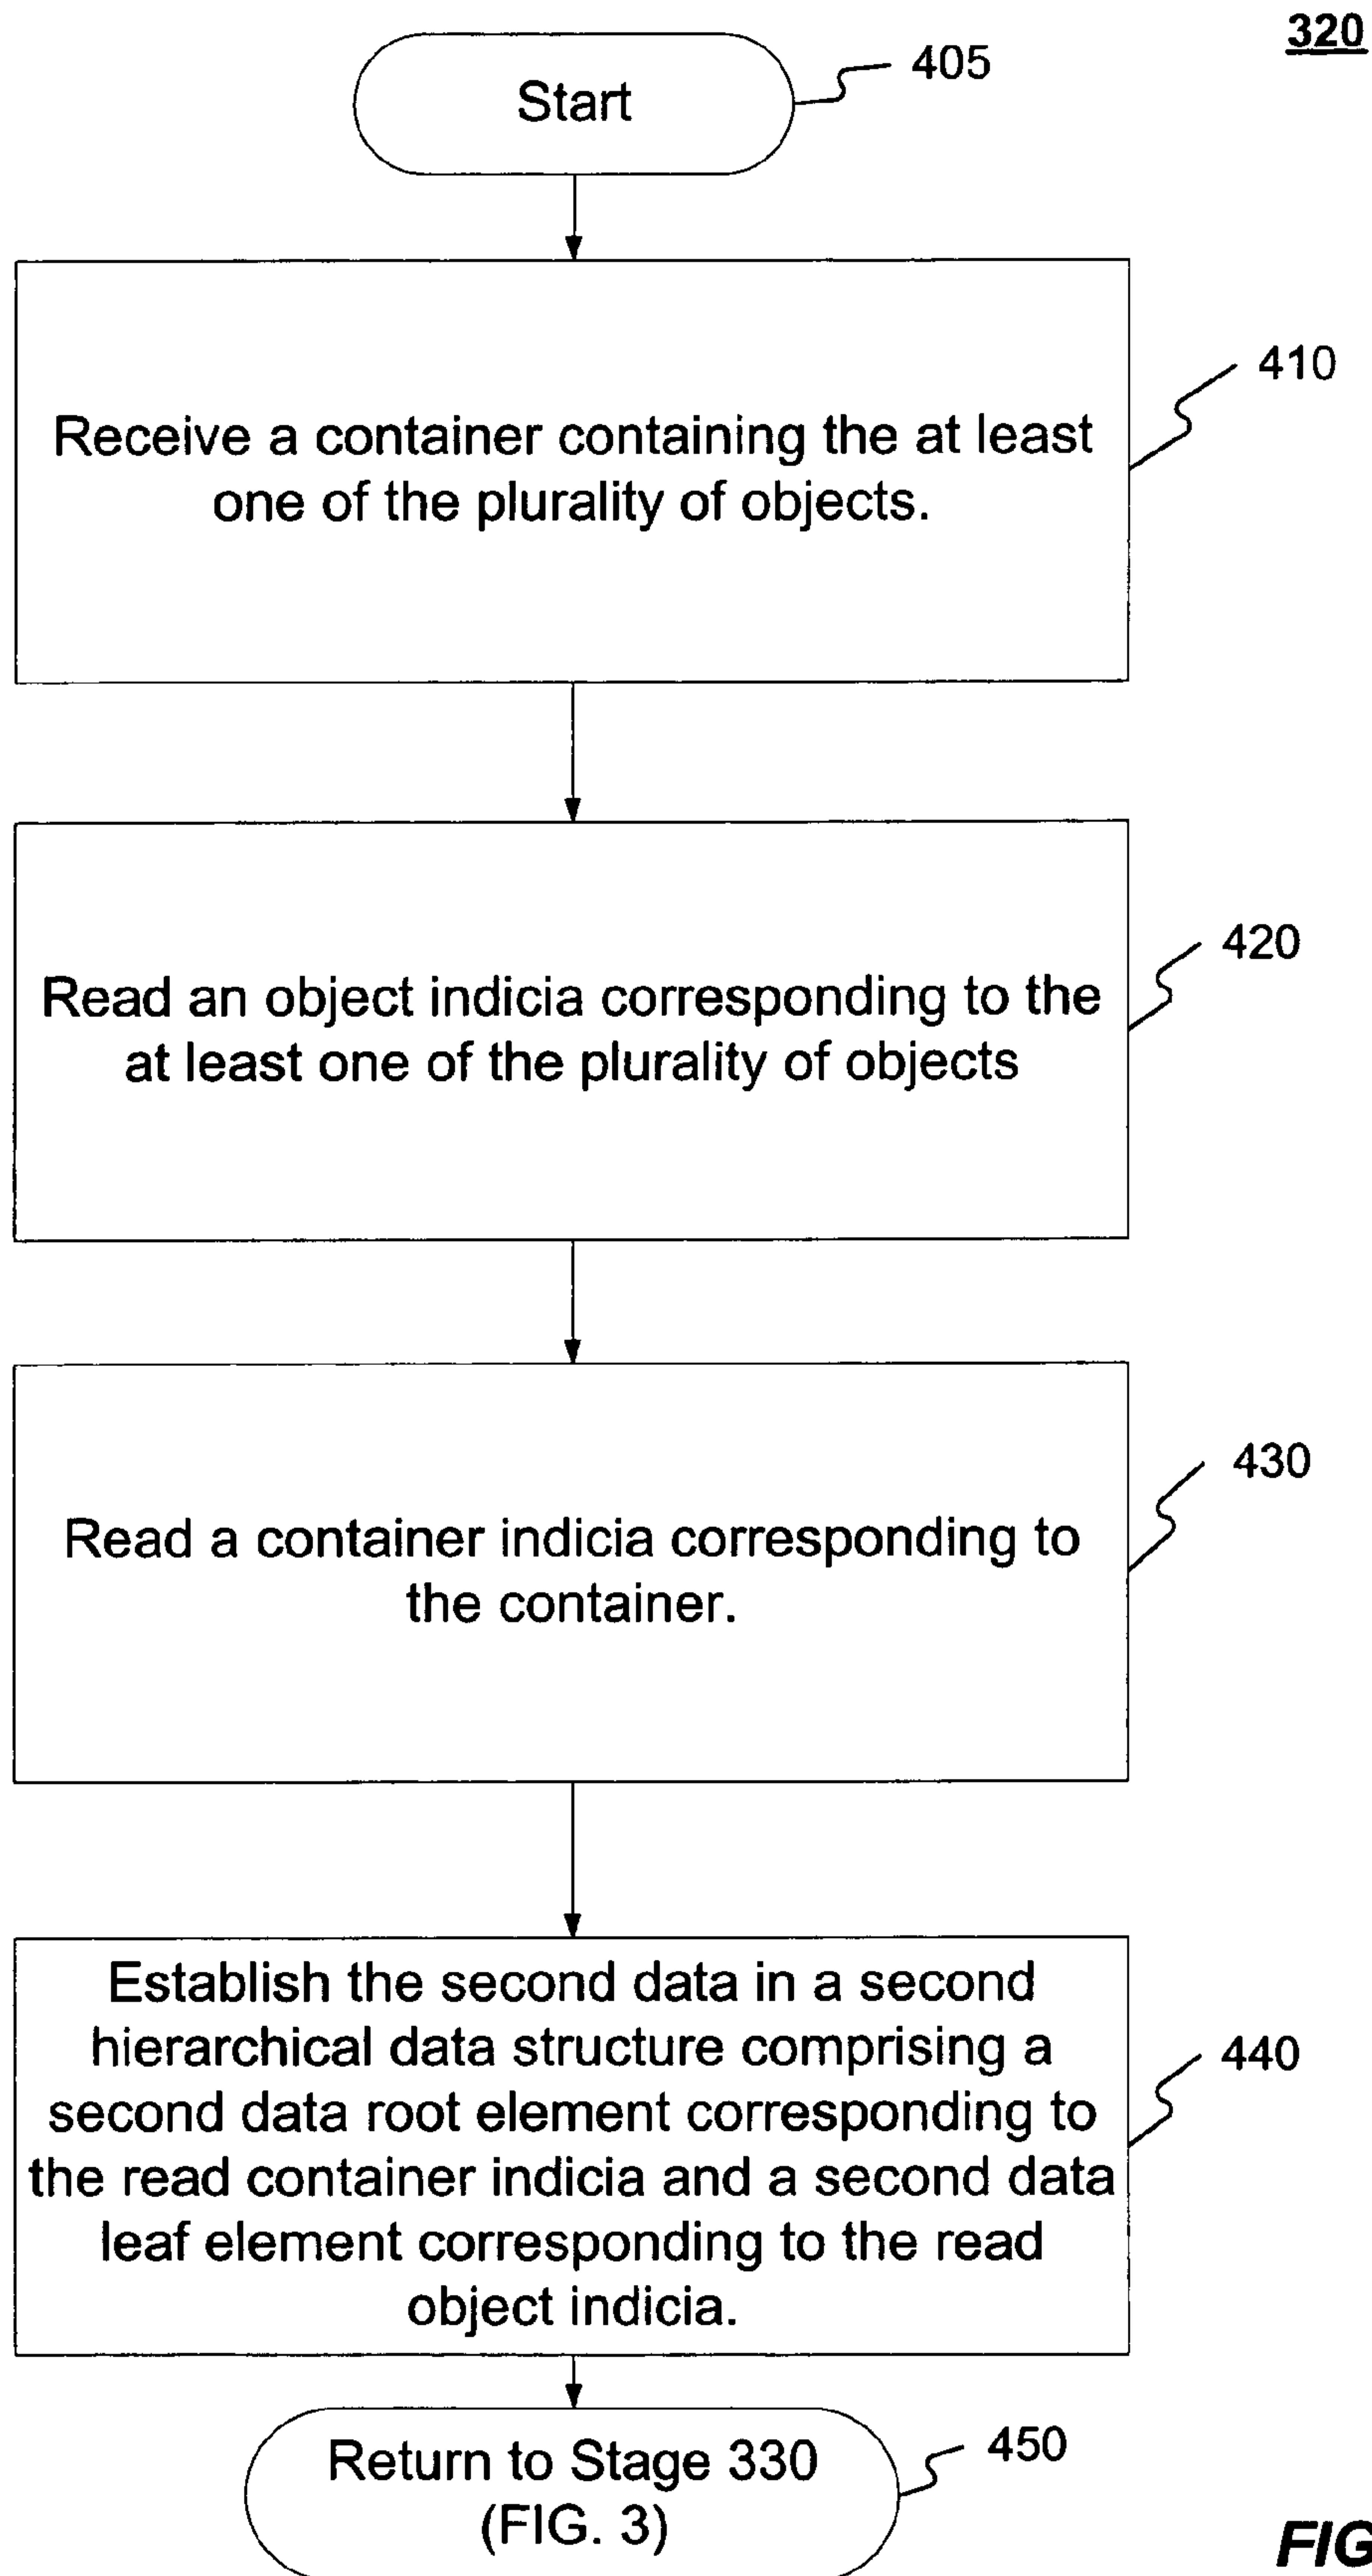 320
Start
405
Receive a container containing the at least
one of the plurality of objects.
410
Read an object indicia corresponding to the
at least one of the plurality of objects
420
Read a container indicia corresponding to
the container.
430
Establish the second data in a second
hierarchical data structure comprising a
second data root element corresponding to
the read container indicia and a second data
leaf element corresponding to the read
object indicia.
440
Return to Stage 330
(FIG. 3)
450
FIG